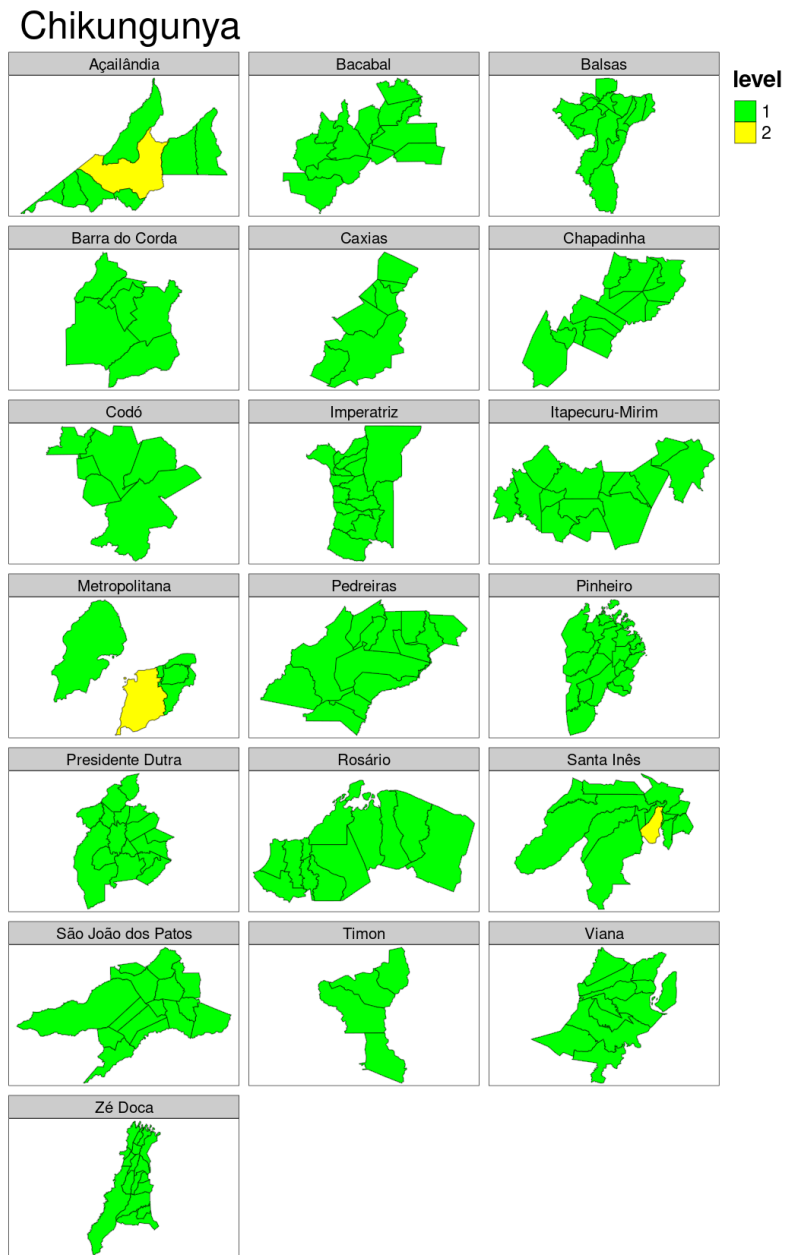 Chikungunya
Açailândia
Bacabal
Balsas
level
1
2
Barra do Corda
Caxias
Chapadinha
Codó
Imperatriz
Itapecuru-Mirim
Metropolitana
Pedreiras
Pinheiro
Presidente Dutra
Rosário
Santa Inês
São João dos Patos
Timon
Viana
Zé Doca